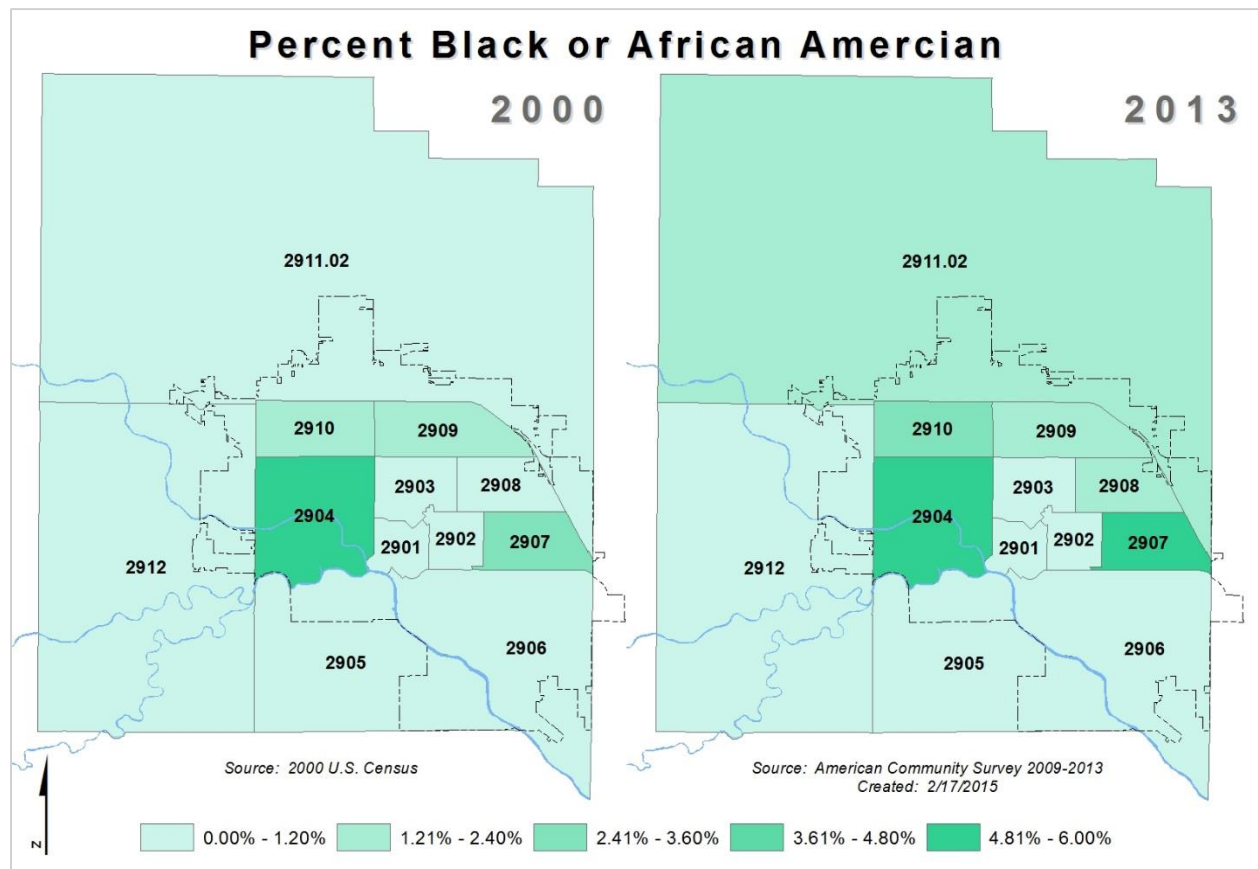 Percent Black or African Amercian
2000
2911.02
2910
2909
2903
2908
2904
2901
2902
2907
2912
2905
2906
Source: 2000 U.S. Census
2013
2911.02
2910
2909
2903
2908
2904
2901
2902
2907
2912
2905
2906
Source: American Community Survey 2009-2013
Created: 2/17/2015
N
0.00% - 1.20%
1.21% - 2.40%
2.41% - 3.60%
3.61% - 4.80%
4.81% - 6.00%